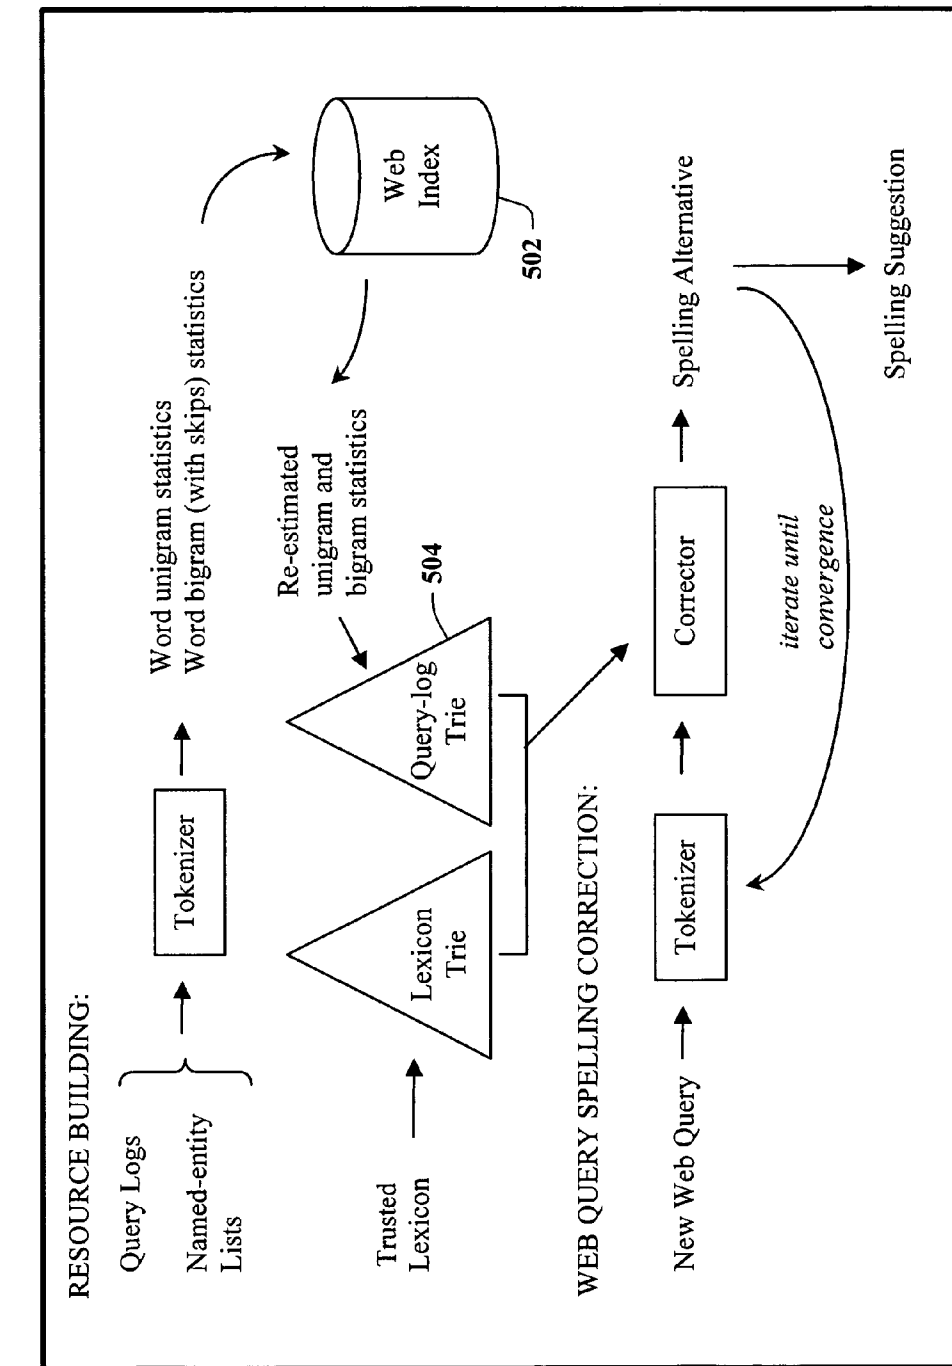 RESOURCE BUILDING:
Query Logs
Named-entity
Lists
Tokenizer
Word unigram statistics
Word bigram (with skips) statistics
Web
Index
502
Re-estimated
unigram and
bigram statistics
504
Trusted
Lexicon
Lexicon
Trie
Query-log
Trie
WEB QUERY SPELLING CORRECTION:
New Web Query
Tokenizer
Corrector
Spelling Alternative
iterate until
convergence
Spelling Suggestion